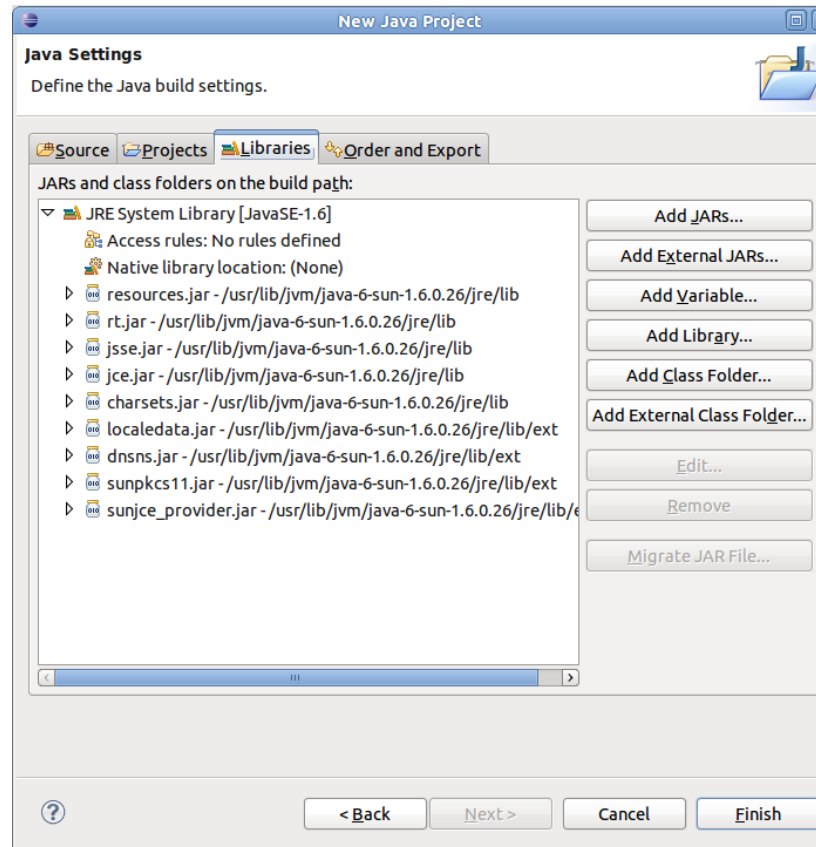 New Java Project
Java Settings
Define the Java build settings.
Source Projects Libraries Order and Export
JARs and class folders on the build path:
JRE System Library [JavaSE-1.6]
Access rules: No rules defined
Native library location: (None)
resources.jar - /usr/lib/jvm/java-6-sun-1.6.0.26/jre/lib
rt.jar - /usr/lib/jvm/java-6-sun-1.6.0.26/jre/lib
jsse.jar - /usr/lib/jvm/java-6-sun-1.6.0.26/jre/lib
jce.jar - /usr/lib/jvm/java-6-sun-1.6.0.26/jre/lib
charsets.jar - /usr/lib/jvm/java-6-sun-1.6.0.26/jre/lib
localedata.jar - /usr/lib/jvm/java-6-sun-1.6.0.26/jre/lib/ext
dnsns.jar - /usr/lib/jvm/java-6-sun-1.6.0.26/jre/lib/ext
sunpkcs11.jar - /usr/lib/jvm/java-6-sun-1.6.0.26/jre/lib/ext
sunjce_provider.jar - /usr/lib/jvm/java-6-sun-1.6.0.26/jre/lib/e
Add JARs...
Add External JARs...
Add Variable...
Add Library...
Add Class Folder...
Add External Class Folder...
Edit...
Remove
Migrate JAR File...
< Back Next > Cancel Finish